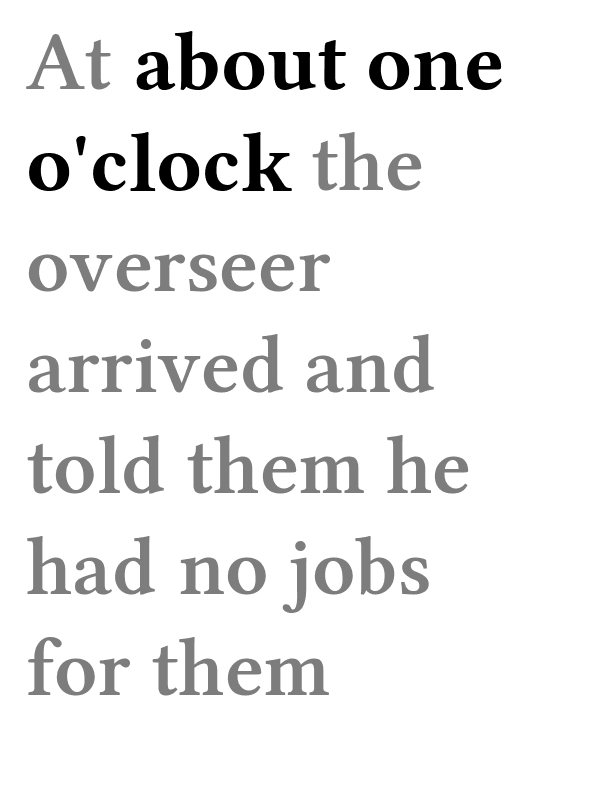 At about one
o'clock the
overseer
arrived and
told them he
had no jobs
for them